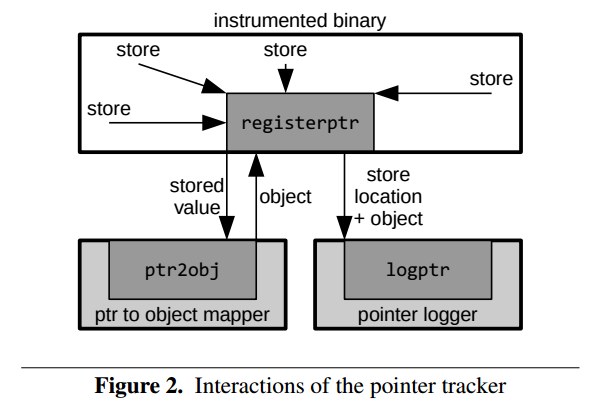 instrumented binary
store
store
store
store
registerptr
stored
value
object
store
location
+ object
ptr2obj
logptr
ptr to object mapper
pointer logger
Figure 2. Interactions of the pointer tracker